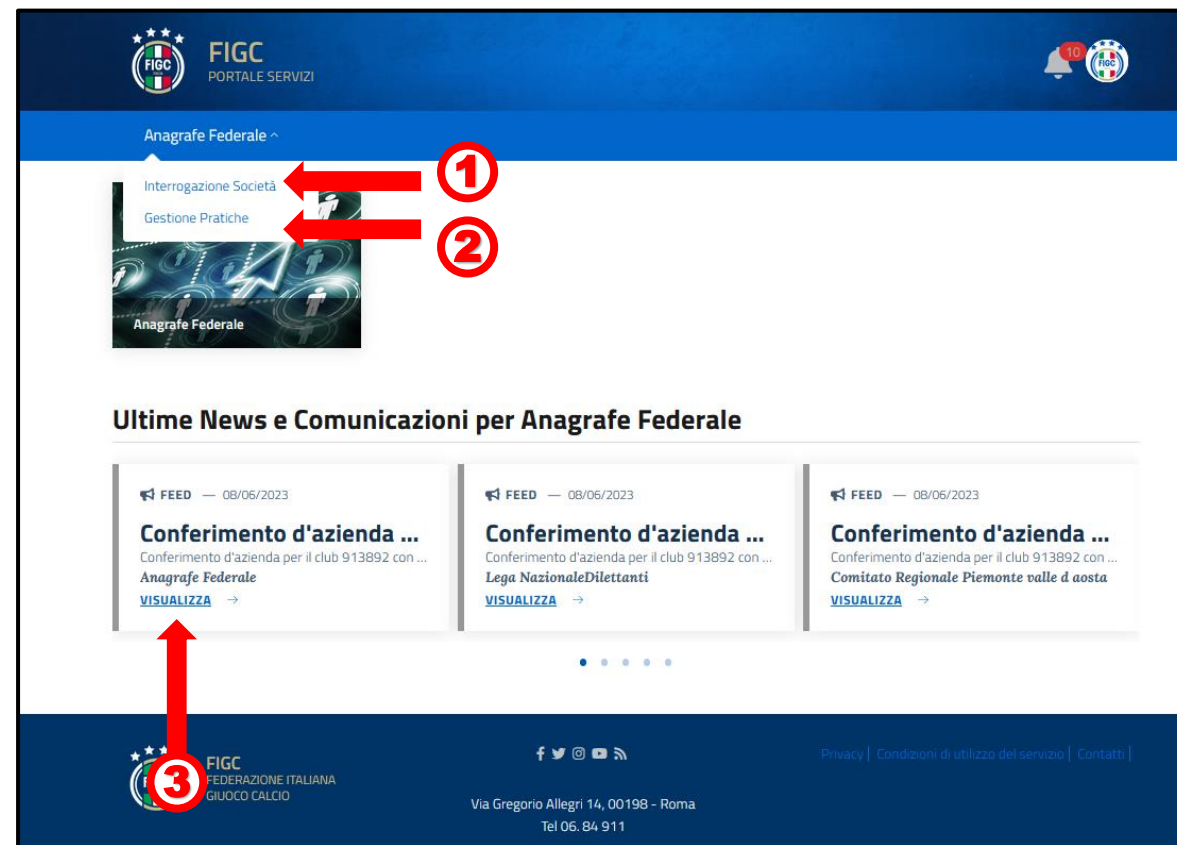 FIGC
FIGC
PORTALE SERVIZI
10
FIGC
Anagrafe Federale
Interrogazione Società
1
Gestione Pratiche
2
Anagrafe Federale
Ultime News e Comunicazioni per Anagrafe Federale
FEED — 08/06/2023
Conferimento d'azienda ...
Conferimento d'azienda per il club 913892 con ...
Anagrafe Federale
VISUALIZZA →
FEED — 08/06/2023
Conferimento d'azienda ...
Conferimento d'azienda per il club 913892 con ...
Lega NazionaleDilettanti
VISUALIZZA →
FEED — 08/06/2023
Conferimento d'azienda ...
Conferimento d'azienda per il club 913892 con ...
Comitato Regionale Piemonte valle d aosta
VISUALIZZA →
3
FIGC
FEDERAZIONE ITALIANA
GIUOCO CALCIO
Via Gregorio Allegri 14, 00198 - Roma
Tel 06. 84 911
Privacy | Condizioni di utilizzo del servizio | Contatti |